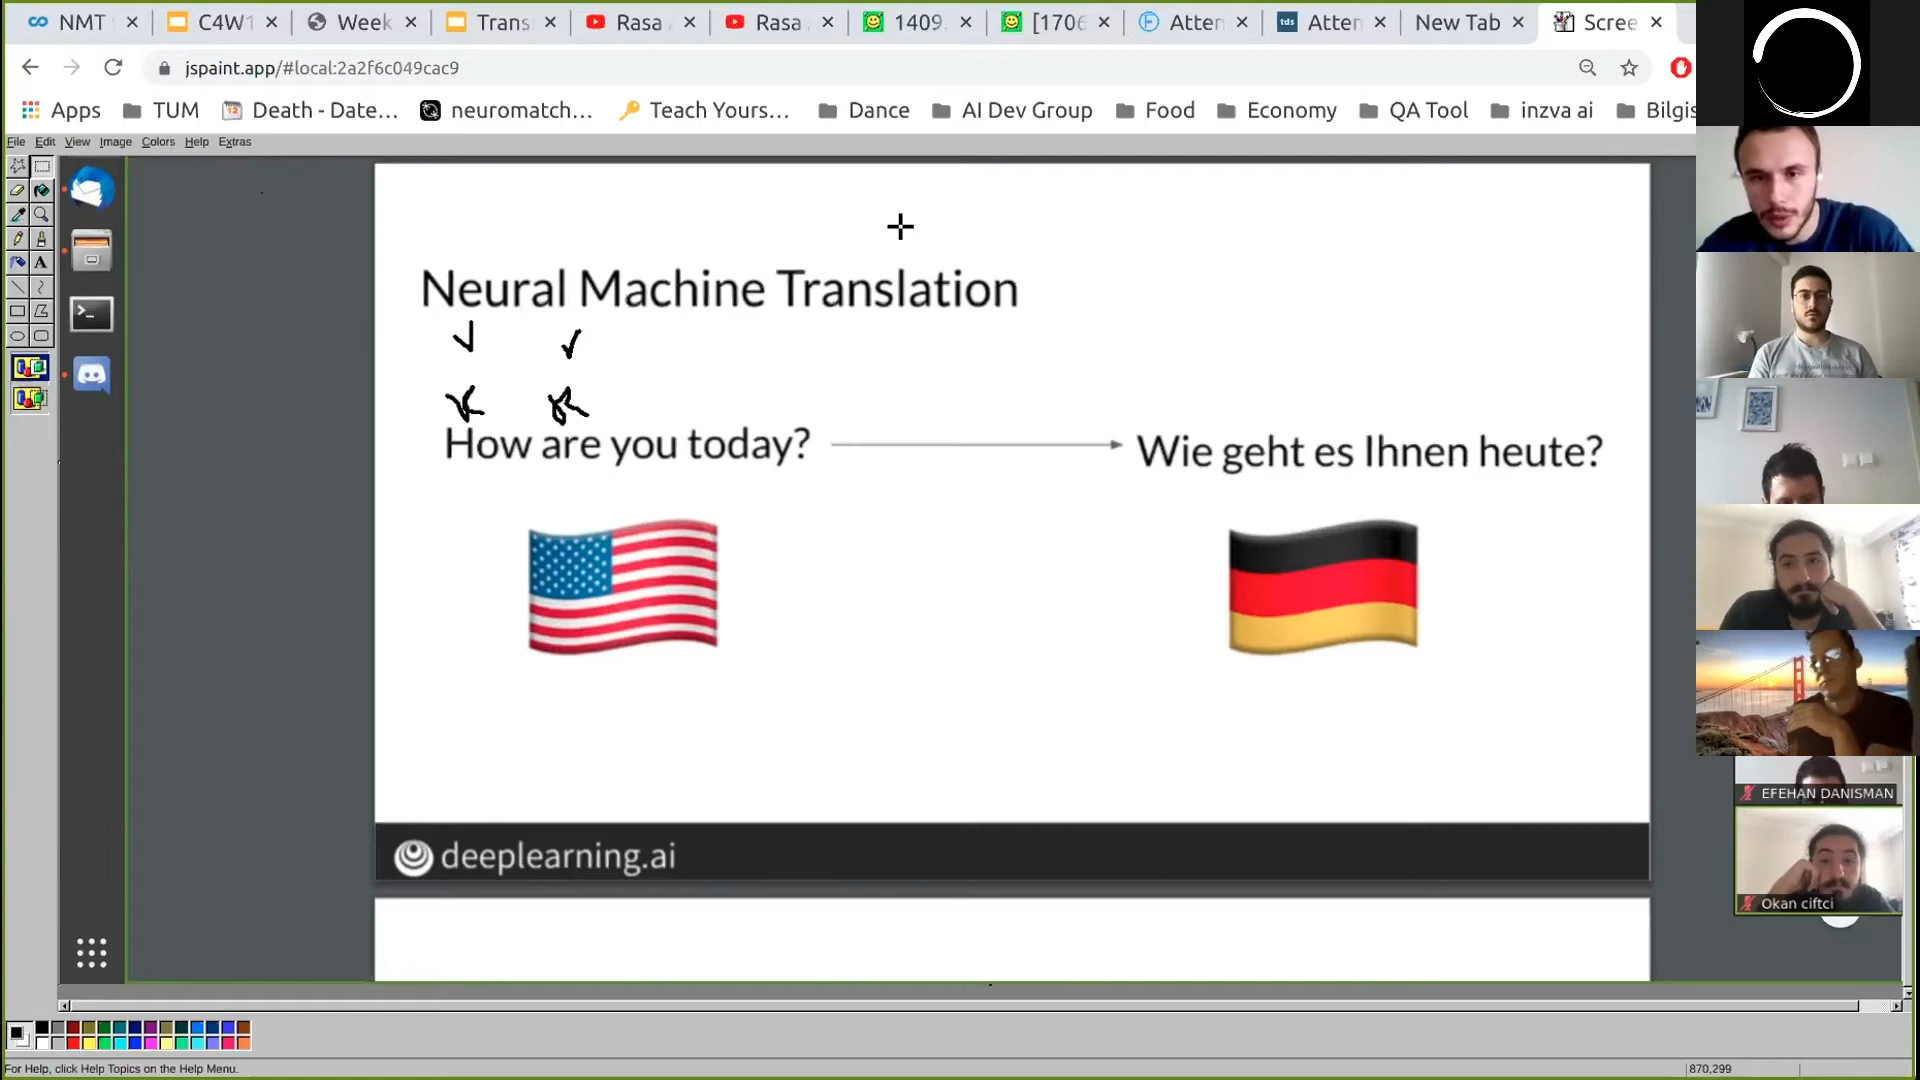 NMT
C4W1
Week
Trans
Rasa
Rasa
1409.
[1706
Atten
Atten
New Tab
Scree
jspaint.app/#local:2a2f6c049cac9
Apps
TUM
Death - Date...
neuromatch...
Teach Yours...
Dance
AI Dev Group
Food
Economy
QA Tool
inzva ai
Bilgis
File Edit View Image Colors Help Extras
Neural Machine Translation
How are you today?
Wie geht es Ihnen heute?
deeplearning.ai
EFEHAN DANISMAN
Okan ciftci
For Help, click Help Topics on the Help Menu.
870,299